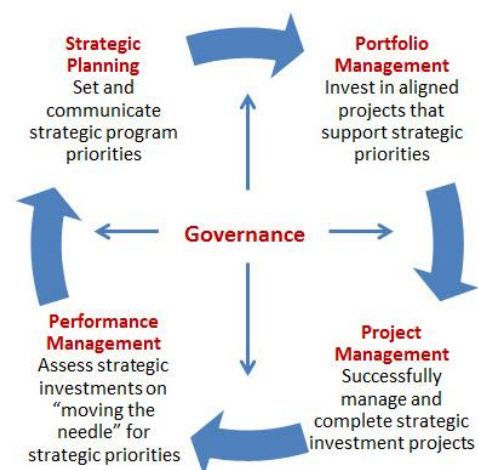 Strategic
Planning
Set and
communicate
strategic program
priorities
Portfolio
Management
Invest in aligned
projects that
support strategic
priorities
Governance
Performance
Management
Assess strategic
investments on
“moving the
needle” for
strategic priorities
Project
Management
Successfully
manage and
complete strategic
investment projects